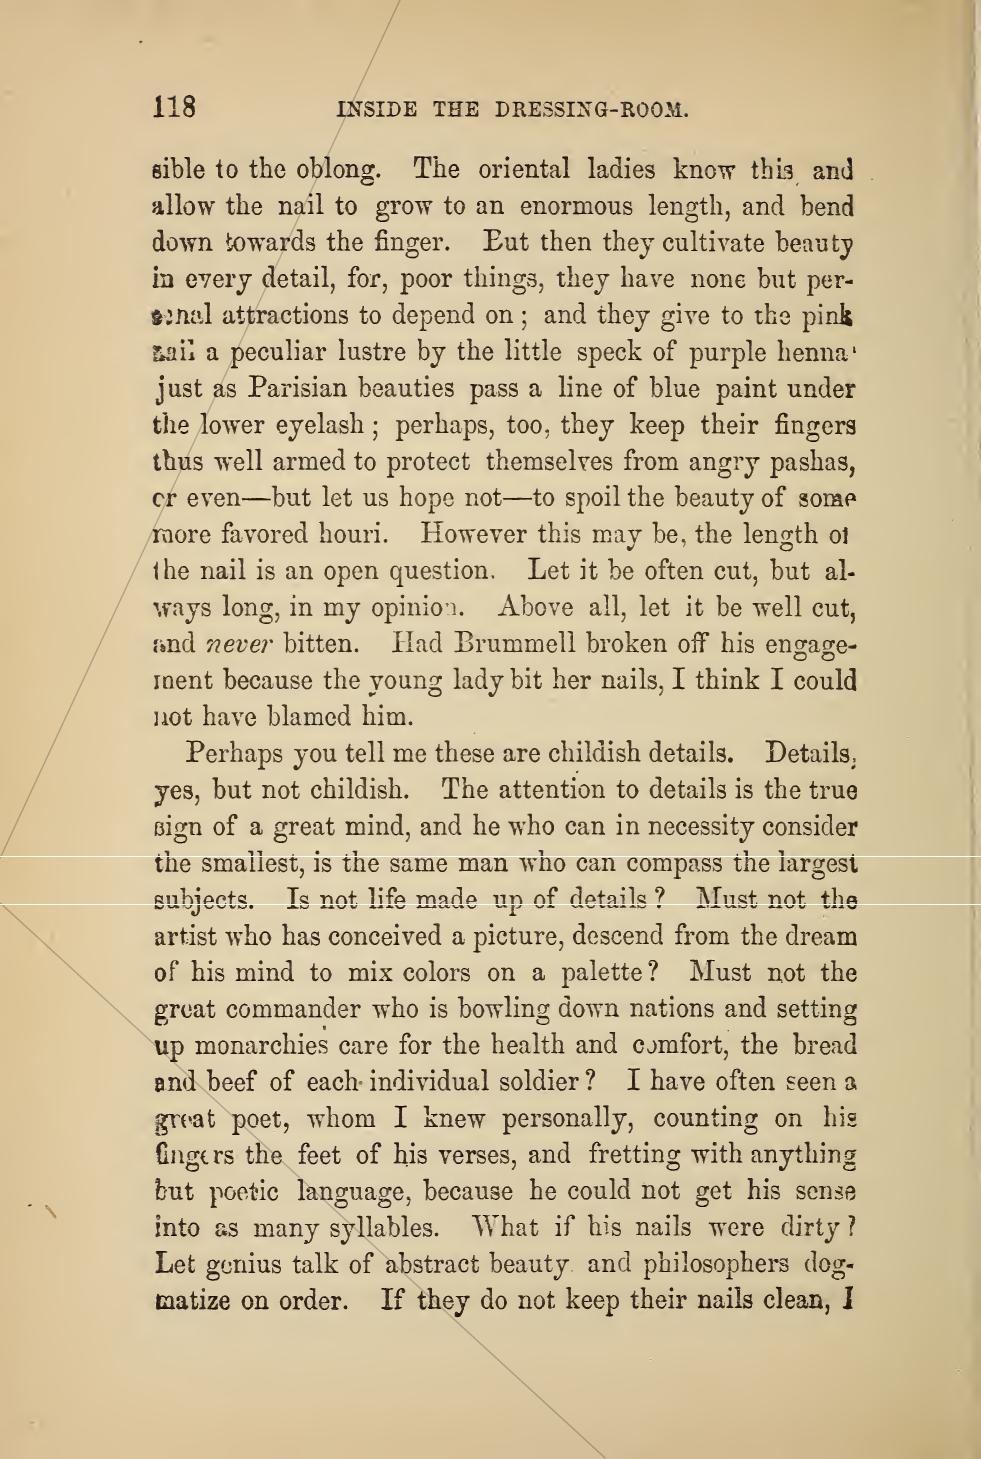 118 INSIDE THE DRESSING-ROOM.
sible to the oblong. The oriental ladies know this and
allow the nail to grow to an enormous length, and bend
down towards the finger. But then they cultivate beauty
in every detail, for, poor things, they have none but per-
sonal attractions to depend on; and they give to the pink
nail a peculiar lustre by the little speck of purple henna,
just as Parisian beauties pass a line of blue paint under
the lower eyelash; perhaps, too, they keep their fingers
thus well armed to protect themselves from angry pashas,
or even—but let us hope not—to spoil the beauty of some
more favored houri. However this may be, the length of
the nail is an open question. Let it be often cut, but al-
ways long, in my opinion. Above all, let it be well cut,
and never bitten. Had Brummell broken off his engage-
ment because the young lady bit her nails, I think I could
not have blamed him.
Perhaps you tell me these are childish details. Details,
yes, but not childish. The attention to details is the true
sign of a great mind, and he who can in necessity consider
the smallest, is the same man who can compass the largest
subjects. Is not life made up of details? Must not the
artist who has conceived a picture, descend from the dream
of his mind to mix colors on a palette? Must not the
great commander who is bowling down nations and setting
up monarchies care for the health and comfort, the bread
and beef of each individual soldier? I have often seen a
great poet, whom I knew personally, counting on his
fingers the feet of his verses, and fretting with anything
but poetic language, because he could not get his sense
into as many syllables. What if his nails were dirty?
Let genius talk of abstract beauty and philosophers dog-
matize on order. If they do not keep their nails clean, I